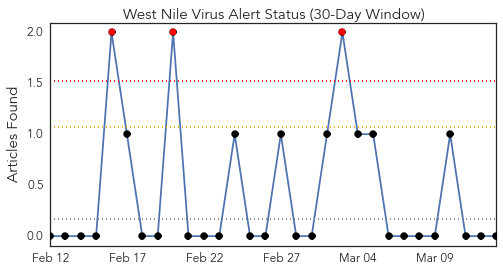 West Nile Virus Alert Status (30-Day Window)
Articles Found
2.0
1.5
1.0
0.5
0.0
Feb 12 Feb 17 Feb 22 Feb 27 Mar 04 Mar 09